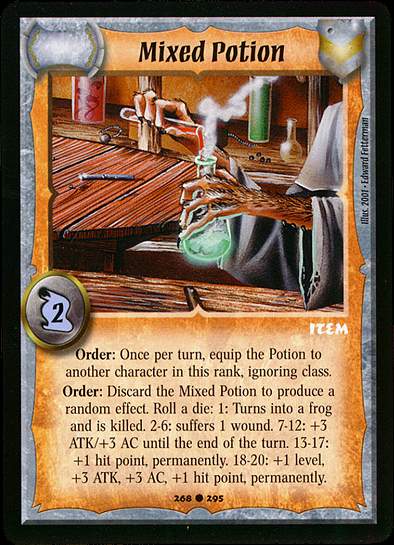 Mixed Potion
Illus. 2001 • Edward Fetterman
2
ITEM
Order: Once per turn, equip the Potion to
another character in this rank, ignoring class.
Order: Discard the Mixed Potion to produce a
random effect. Roll a die: 1: Turns into a frog
and is killed. 2-6: suffers 1 wound. 7-12: +3
ATK/+3 AC until the end of the turn. 13-17:
+1 hit point, permanently. 18-20: +1 level,
+3 ATK, +3 AC, +1 hit point, permanently.
268 ● 295